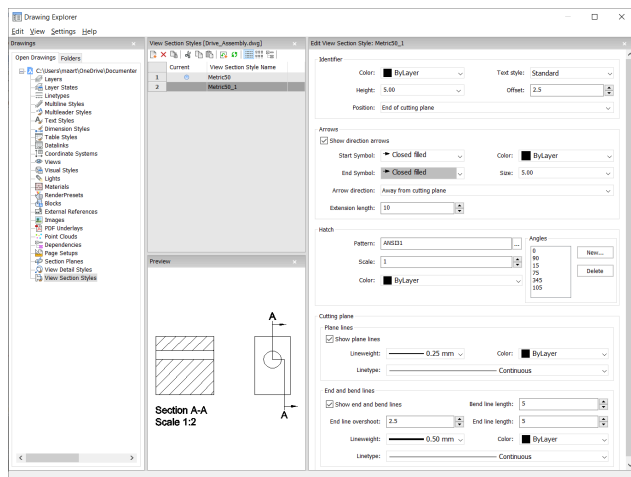 Drawing Explorer
Edit View Settings Help
Drawings
Open Drawings Folders
C:\Users\mzart\OneDrive\Documenter
Layers
Layer States
Linetypes
Multiline Styles
Multileader Styles
Text Styles
Dimension Styles
Table Styles
Datalinks
Coordinate Systems
Views
Visual Styles
Lights
Materials
RenderPresets
Blocks
External References
Images
PDF Underlays
Point Clouds
Dependencies
Page Setups
Section Planes
View Detail Styles
View Section Styles
View Section Styles [Drive_Assembly.dwg]
Current View Section Style Name
1 Metric50
2 Metric50_1
Preview
A
A
Section A-A
Scale 1:2
Edit View Section Style: Metric50_1
Identifier
Color: ByLayer Text style: Standard
Height: 5.00 Offset: 2.5
Position: End of cutting plane
Arrows
Show direction arrows
Start Symbol: Closed filled Color: ByLayer
End Symbol: Closed filled Size: 5.00
Arrow direction: Away from cutting plane
Extension length: 10
Hatch
Pattern: ANSI31 ...
Scale: 1
Color: ByLayer
Angles
0
90
15
75
345
105
New...
Delete
Cutting plane
Plane lines
Show plane lines
Lineweight: 0.25 mm Color: ByLayer
Linetype: Continuous
End and bend lines
Show end and bend lines Bend line length: 5
End line overshoot: 2.5 End line length: 5
Lineweight: 0.50 mm Color: ByLayer
Linetype: Continuous